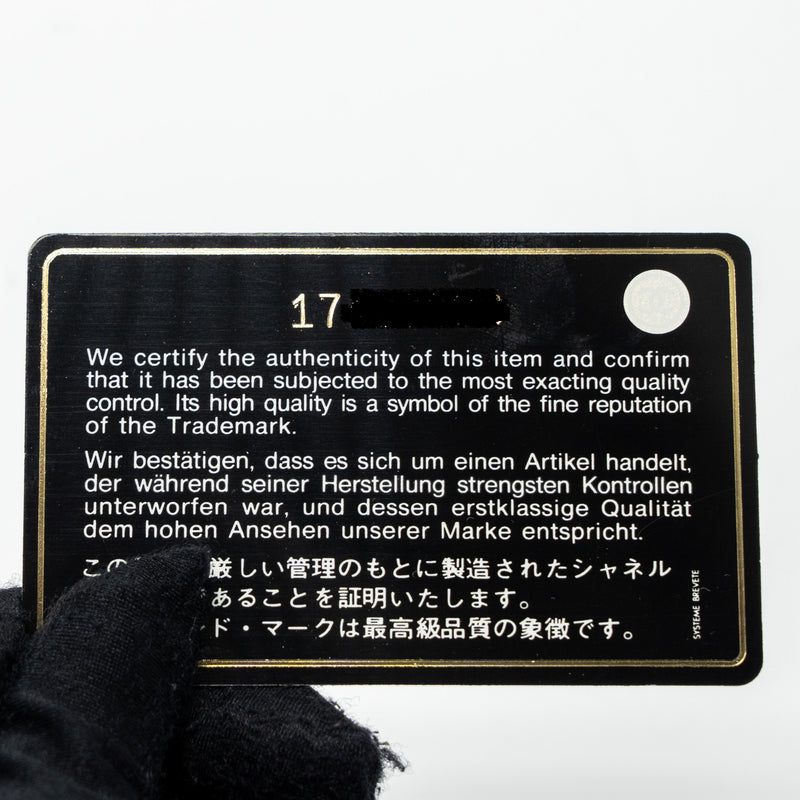 17
We certify the authenticity of this item and confirm
that it has been subjected to the most exacting quality
control. Its high quality is a symbol of the fine reputation
of the Trademark.
Wir bestätigen, dass es sich um einen Artikel handelt,
der während seiner Herstellung strengsten Kontrollen
unterworfen war, und dessen erstklassige Qualität
dem hohen Ansehen unserer Marke entspricht.
この 厳しい管理のもとに製造されたシャネル
あることを証明いたします。
ド・マークは最高級品質の象徴です。
SYSTEME BREVETE